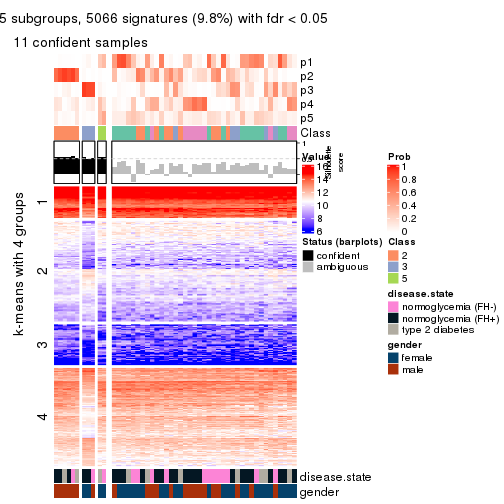 5 subgroups, 5066 signatures (9.8%) with fdr < 0.05
11 confident samples
p1
p2
p3
p4
p5
Class
1
0.5
silhouette
score
Value
16
14
12
10
8
6
Prob
1
0.8
0.6
0.4
0.2
0
Status (barplots)
confident
ambiguous
Class
2
3
5
disease.state
normoglycemia (FH-)
normoglycemia (FH+)
type 2 diabetes
gender
female
male
k-means with 4 groups
1
2
3
4
disease.state
gender